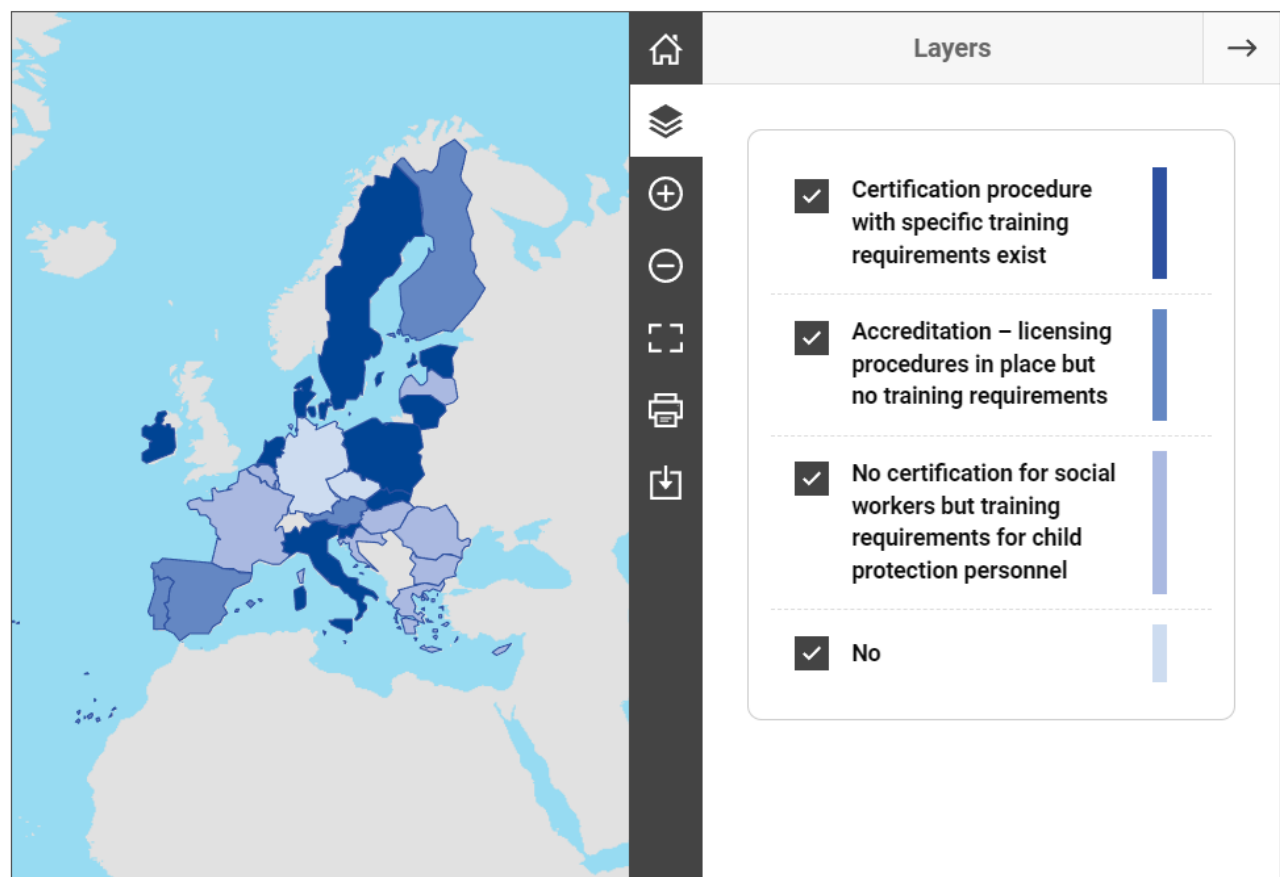 Layers
Certification procedure
with specific training
requirements exist
Accreditation – licensing
procedures in place but
no training requirements
No certification for social
workers but training
requirements for child
protection personnel
No